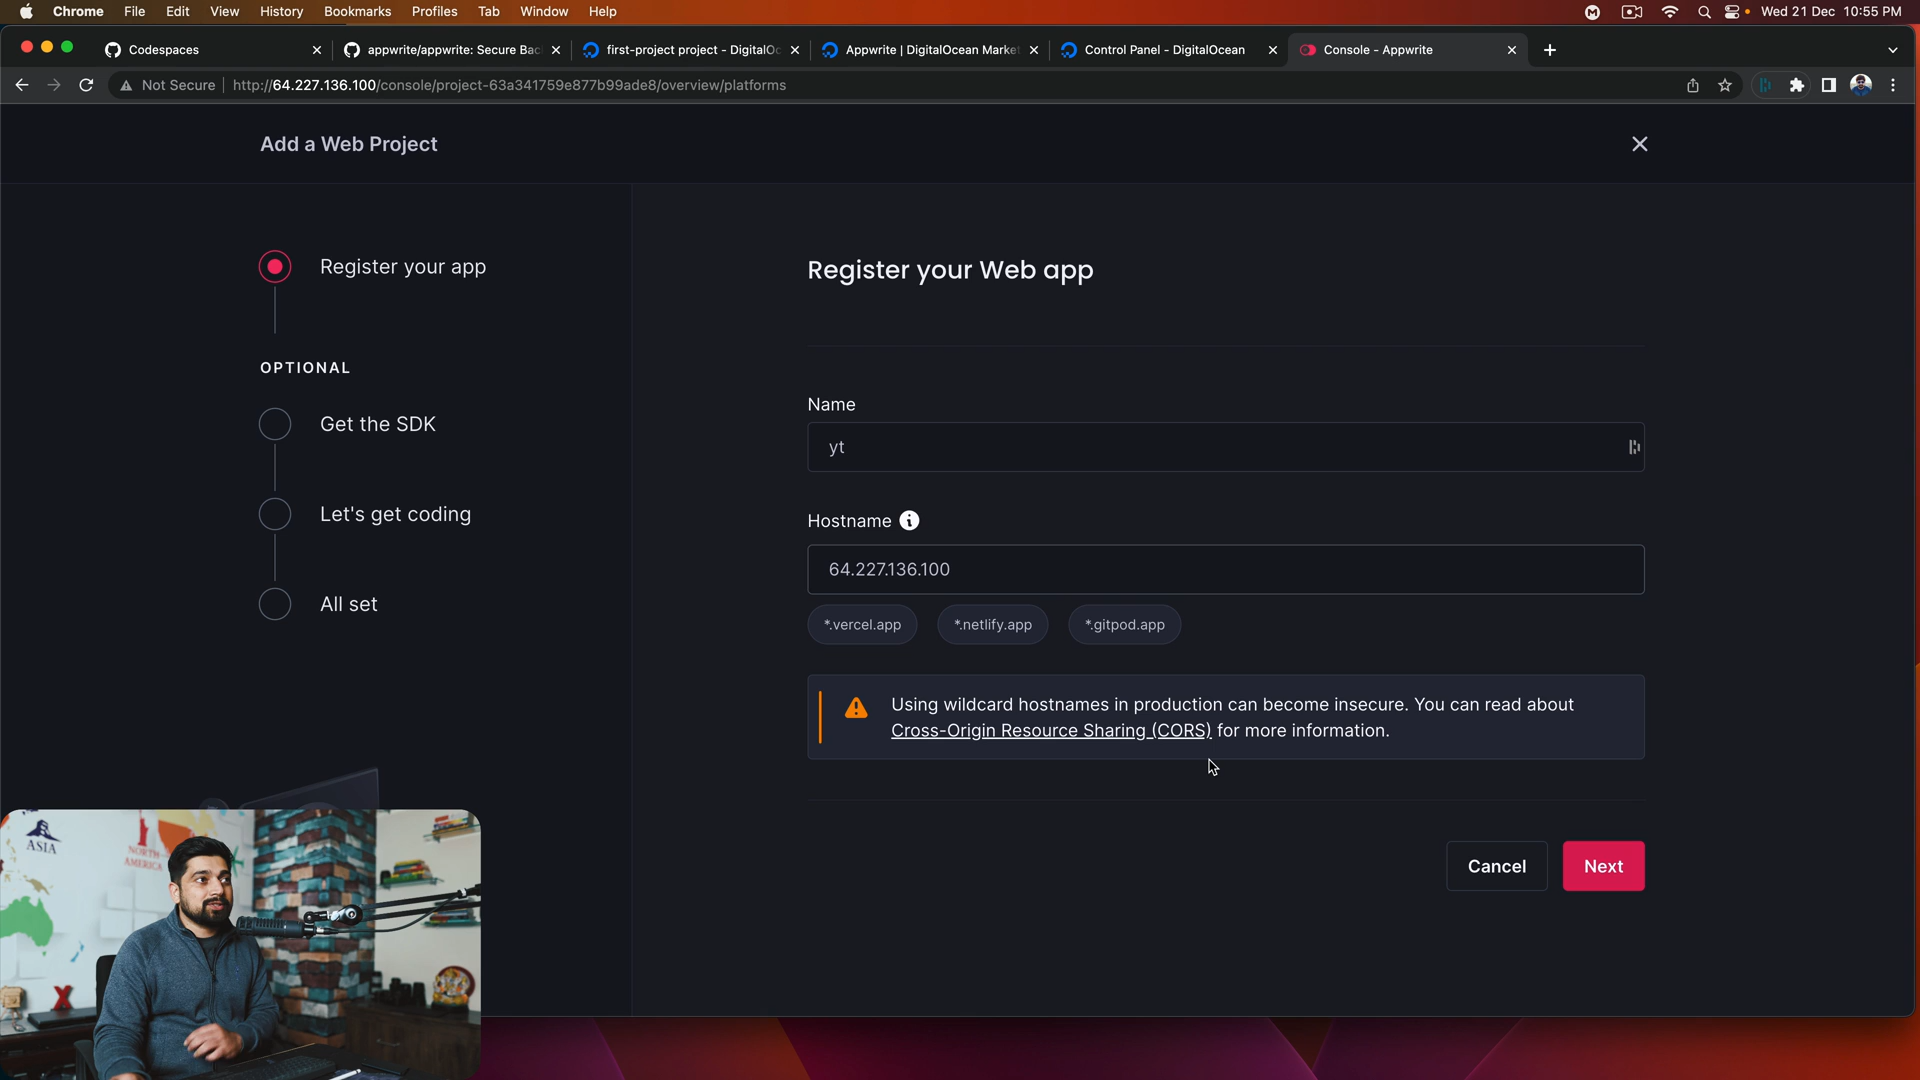 Chrome File Edit View History Bookmarks Profiles Tab Window Help Wed 21 Dec 10:55 PM
Codespaces appwrite/appwrite: Secure Bac first-project project - DigitalOc Appwrite | DigitalOcean Market Control Panel - DigitalOcean Console - Appwrite
Not Secure http://64.227.136.100/console/project-63a341759e877b99ade8/overview/platforms
Add a Web Project
Register your app
OPTIONAL
Get the SDK
Let's get coding
All set
Register your Web app
Name
yt
Hostname
64.227.136.100
*.vercel.app *.netlify.app *.gitpod.app
Using wildcard hostnames in production can become insecure. You can read about
Cross-Origin Resource Sharing (CORS) for more information.
Cancel Next
ASIA
NORTH
AMERICA